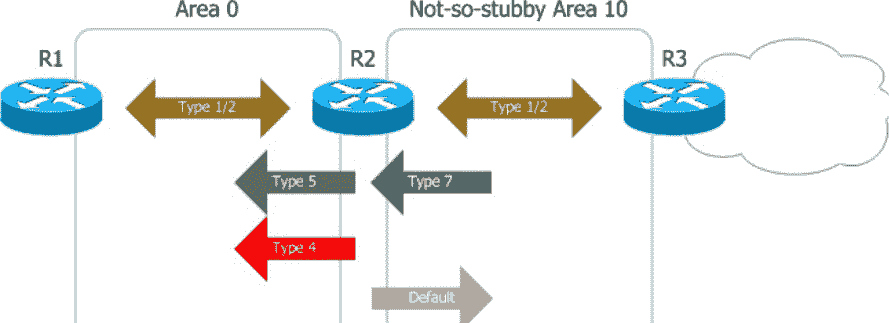 Area 0
Not-so-stubby Area 10
R1
R2
R3
Type 1/2
Type 1/2
Type 5
Type 7
Type 4
Default